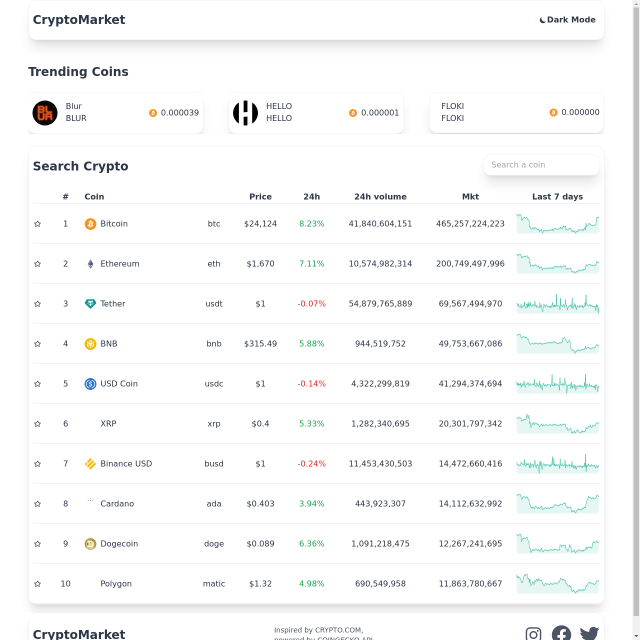 CryptoMarket
Dark Mode
Trending Coins
Blur
BLUR
0.000039
HELLO
HELLO
0.000001
FLOKI
FLOKI
0.000000
Search Crypto
Search a coin
# Coin Price 24h 24h volume Mkt Last 7 days
1 Bitcoin btc $24,124 8.23% 41,840,604,151 465,257,224,223
2 Ethereum eth $1,670 7.11% 10,574,982,314 200,749,497,996
3 Tether usdt $1 -0.07% 54,879,765,889 69,567,494,970
4 BNB bnb $315.49 5.88% 944,519,752 49,753,667,086
5 USD Coin usdc $1 -0.14% 4,322,299,819 41,294,374,694
6 XRP xrp $0.4 5.33% 1,282,340,695 20,301,797,342
7 Binance USD busd $1 -0.24% 11,453,430,503 14,472,660,416
8 Cardano ada $0.403 3.94% 443,923,307 14,112,632,992
9 Dogecoin doge $0.089 6.36% 1,091,218,475 12,267,241,695
10 Polygon matic $1.32 4.98% 690,549,958 11,863,780,667
CryptoMarket
Inspired by CRYPTO.COM,
powered by COINGECKO API